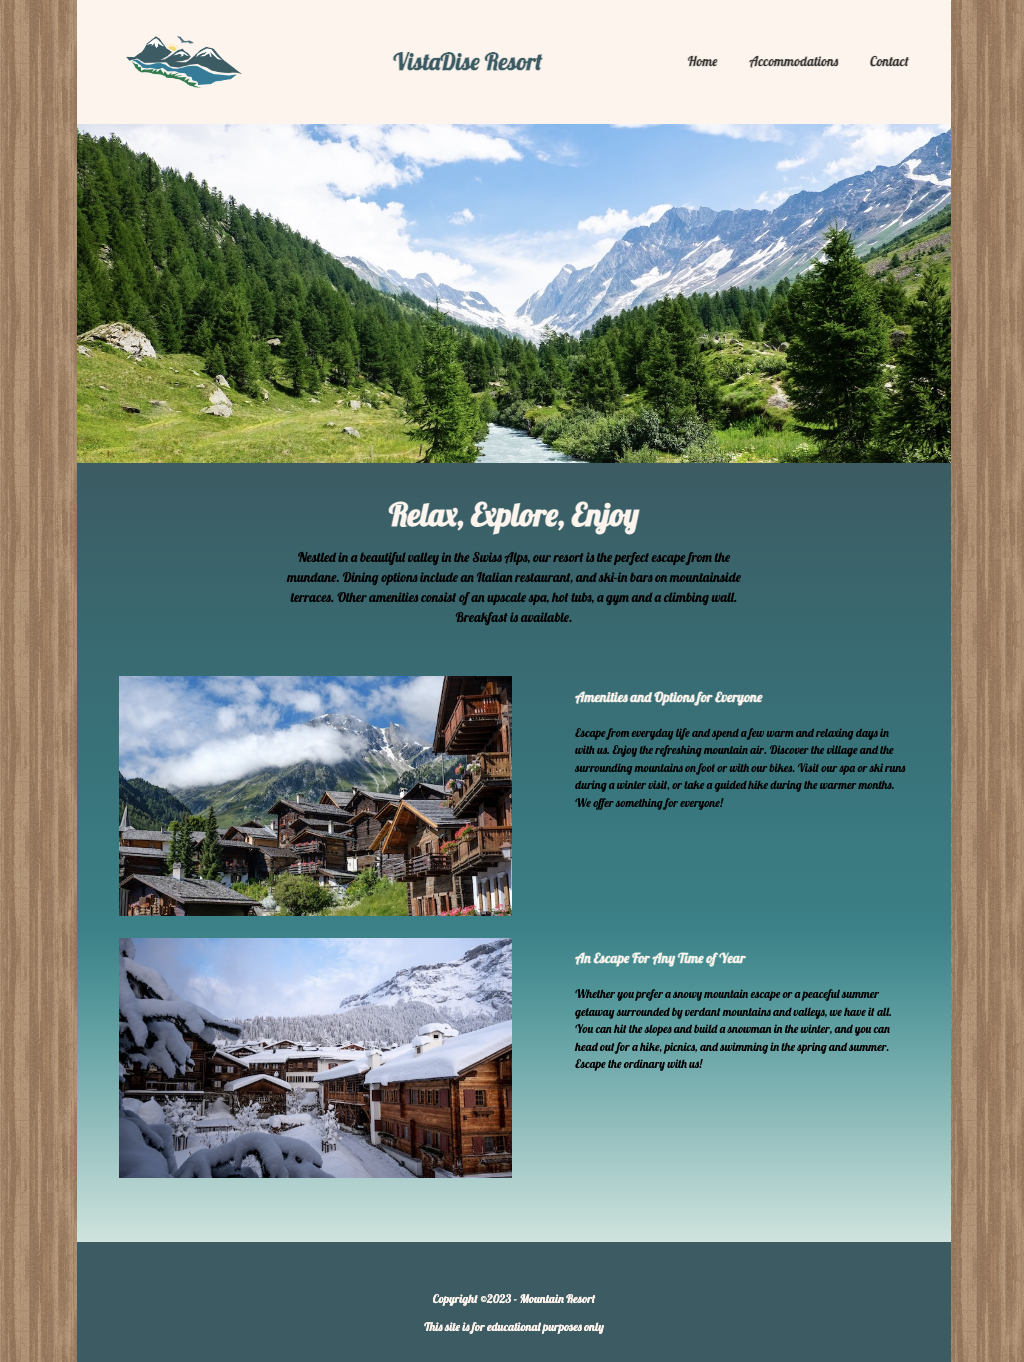 VistaDise Resort
Home Accommodations Contact
Relax, Explore, Enjoy
Nestled in a beautiful valley in the Swiss Alps, our resort is the perfect escape from the
mundane. Dining options include an Italian restaurant, and ski-in bars on mountainside
terraces. Other amenities consist of an upscale spa, hot tubs, a gym and a climbing wall.
Breakfast is available.
Amenities and Options for Everyone
Escape from everyday life and spend a few warm and relaxing days in
with us. Enjoy the refreshing mountain air. Discover the village and the
surrounding mountains on foot or with our bikes. Visit our spa or ski runs
during a winter visit, or take a guided hike during the warmer months.
We offer something for everyone!
An Escape For Any Time of Year
Whether you prefer a snowy mountain escape or a peaceful summer
getaway surrounded by verdant mountains and valleys, we have it all.
You can hit the slopes and build a snowman in the winter, and you can
head out for a hike, picnics, and swimming in the spring and summer.
Escape the ordinary with us!
Copyright ©2023 - Mountain Resort
This site is for educational purposes only